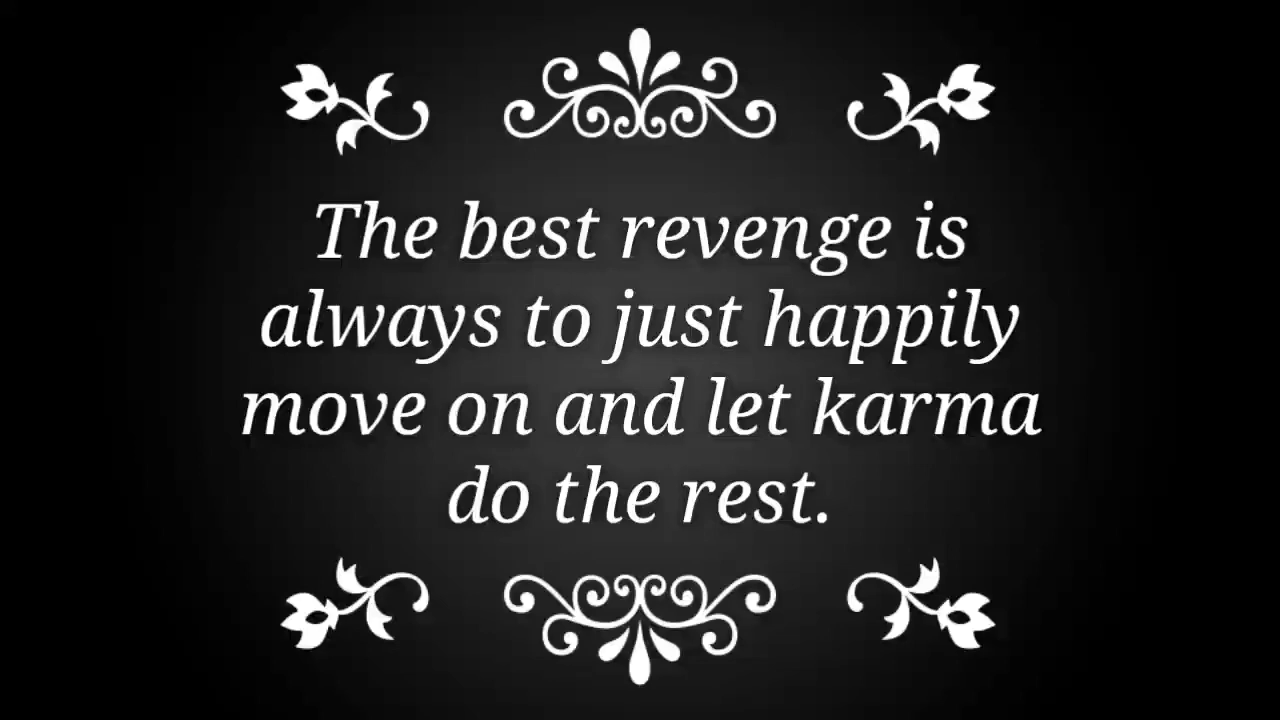 The best revenge is
always to just happily
move on and let karma
do the rest.